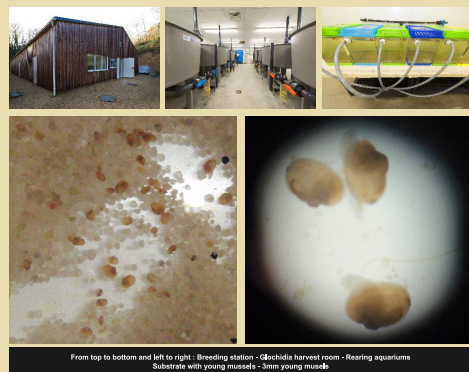 From top to bottom and left to right : Breeding station - Glochidia harvest room - Rearing aquariums
Substrate with young mussels - 3mm young musels